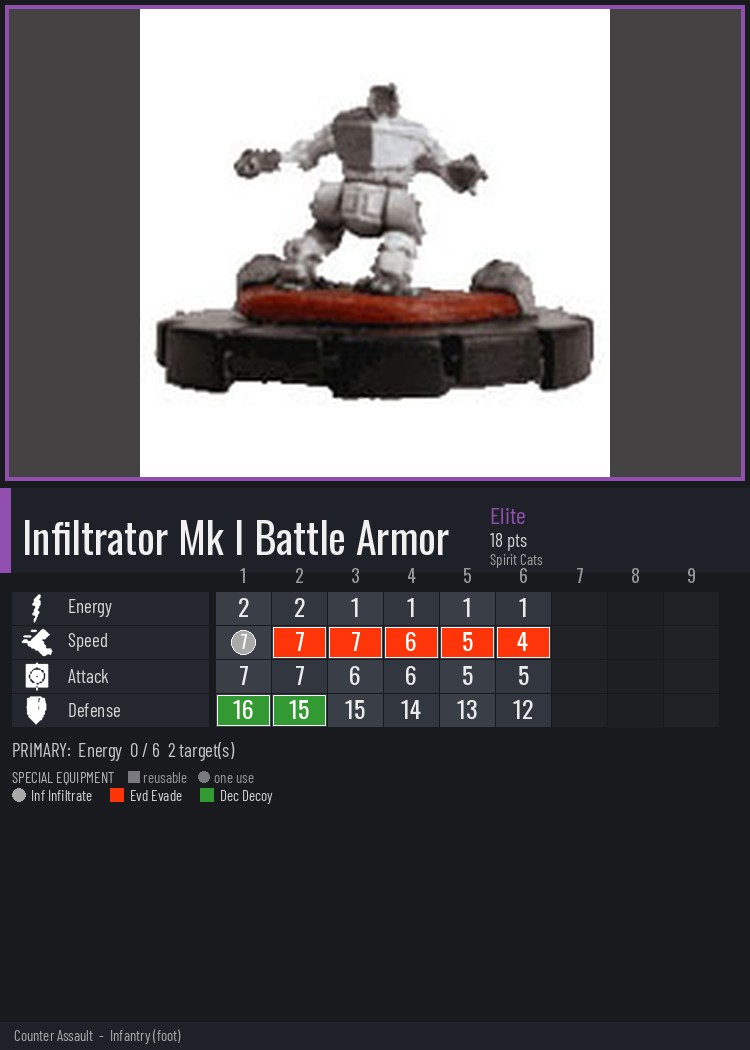 Infiltrator Mk I Battle Armor
Elite
18 pts
Spirit Cats
1 2 3 4 5 6 7 8 9
Energy 2 2 1 1 1 1
Speed 7 7 7 6 5 4
Attack 7 7 6 6 5 5
Defense 16 15 15 14 13 12
PRIMARY: Energy 0 / 6 2 target(s)
SPECIAL EQUIPMENT reusable one use
Inf Infiltrate Evd Evade Dec Decoy
Counter Assault - Infantry (foot)